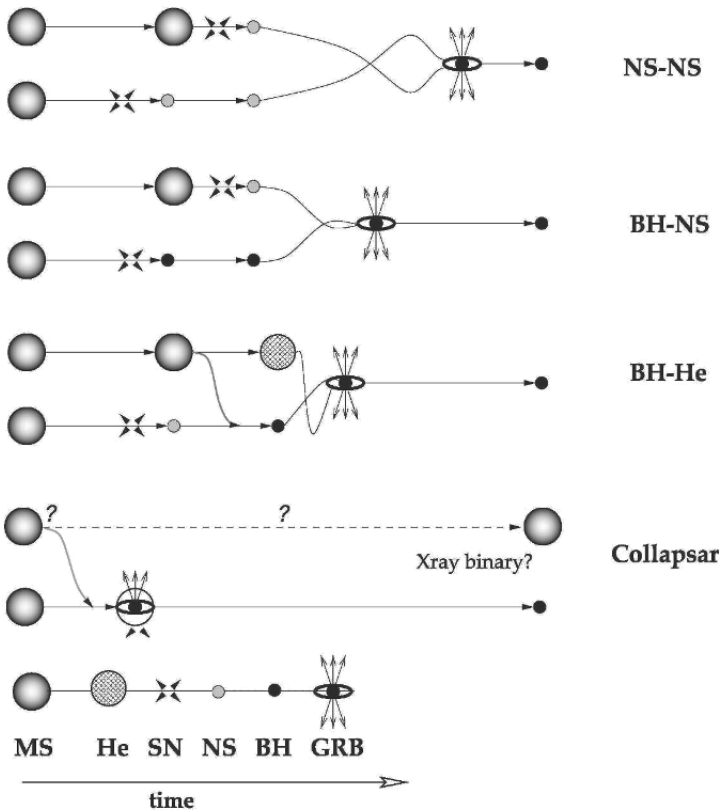 NS-NS
BH-NS
BH-He
?
?
Xray binary?
Collapsar
MS He SN NS BH GRB
time